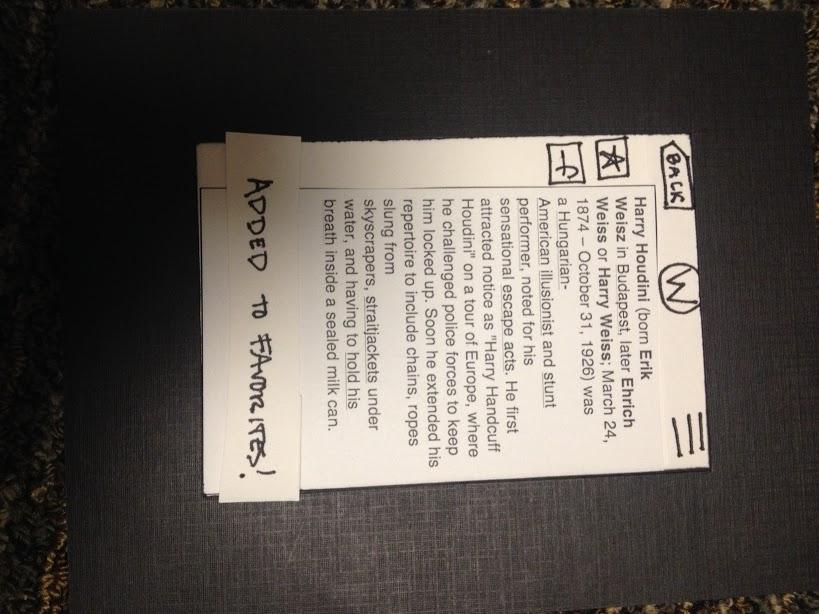 BACK
W
Harry Houdini (born Erik
Weisz in Budapest, later Ehrich
Weiss or Harry Weiss; March 24,
1874 – October 31, 1926) was
a Hungarian-
American illusionist and stunt
performer, noted for his
sensational escape acts. He first
attracted notice as "Harry Handcuff
Houdini" on a tour of Europe, where
he challenged police forces to keep
him locked up. Soon he extended his
repertoire to include chains, ropes
slung from
skyscrapers, straitjackets under
water, and having to hold his
breath inside a sealed milk can.
f
ADDED TO FAVORITES!